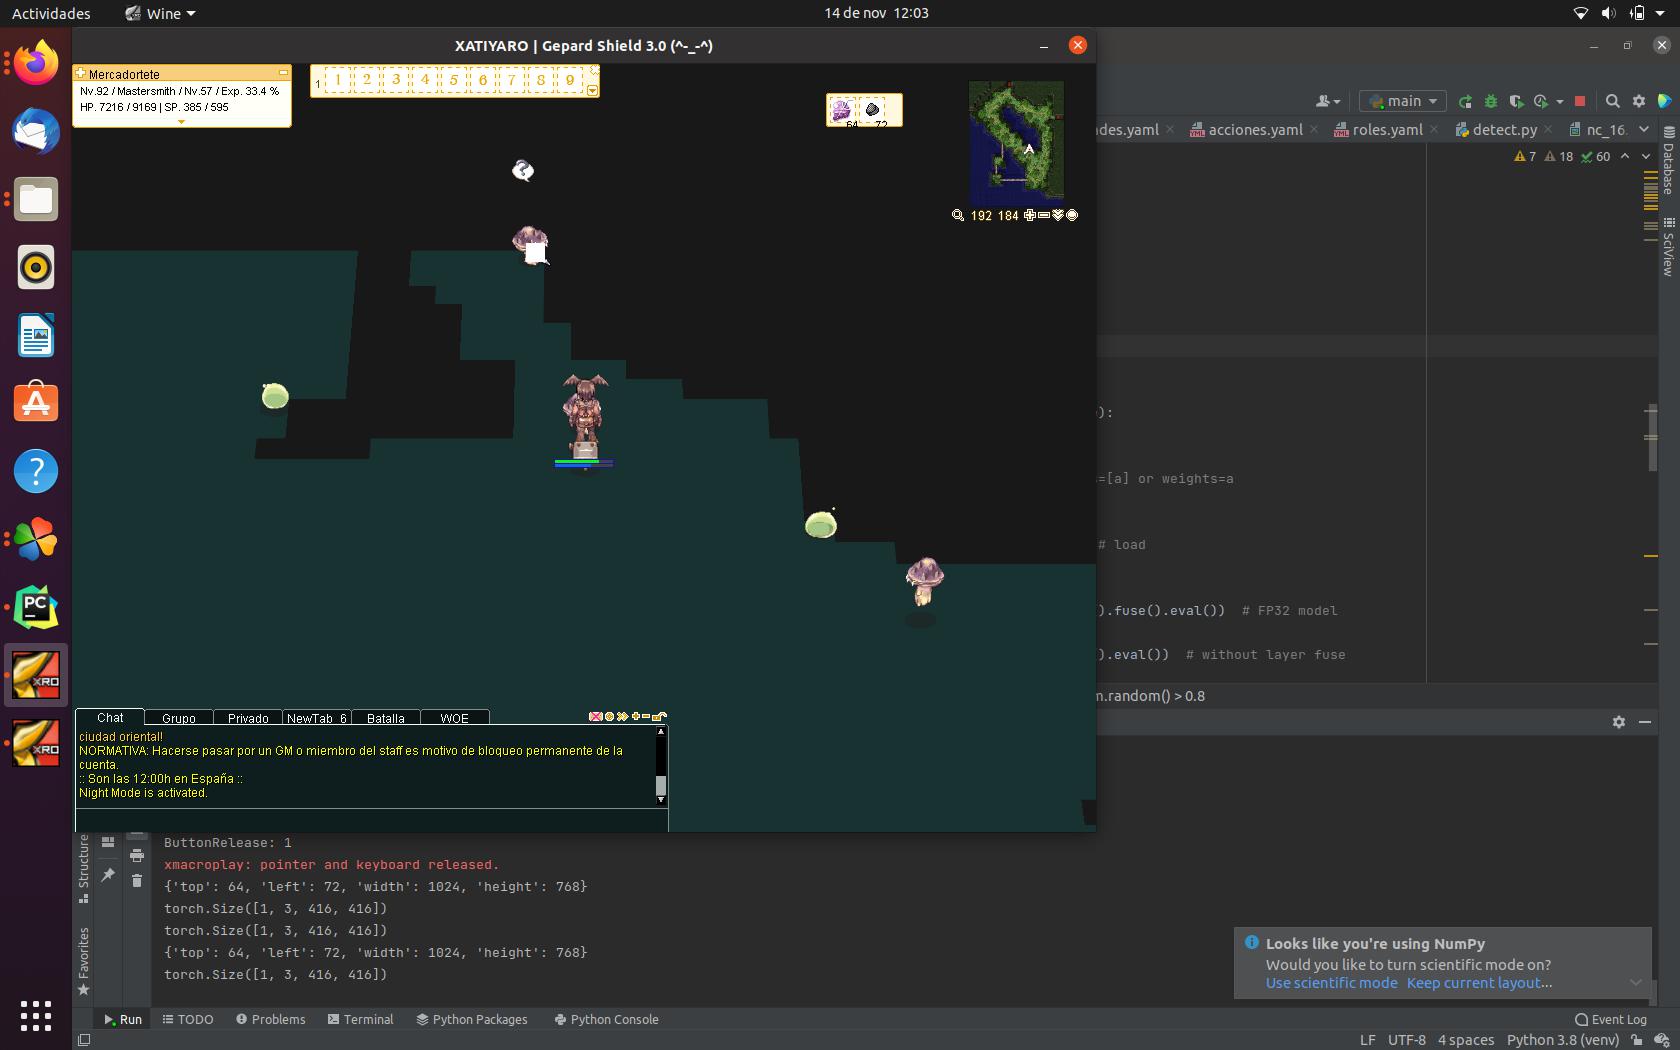 Actividades
Wine
14 de nov 12:03
XATIYARO | Gepard Shield 3.0 (^-_-^)
Mercadortete
Nv.92 / Mastersmith / Nv.57 / Exp. 33.4 %
HP. 7216 / 9169 | SP. 385 / 595
1 1 2 3 4 5 6 7 8 9
64 72
192 184
main
des.yaml
acciones.yaml
roles.yaml
detect.py
nc_16.
7 18 60
Database
SciView
):
=[a] or weights=a
# load
).fuse().eval()) # FP32 model
).eval()) # without layer fuse
m.random() > 0.8
Chat Grupo Privado NewTab_6 Batalla WOE
ciudad oriental!
NORMATIVA: Hacerse pasar por un GM o miembro del staff es motivo de bloqueo permanente de la
cuenta.
:: Son las 12:00h en España ::
Night Mode is activated.
PC
XRO
XRO
Structure
Favorites
ButtonRelease: 1
xmacroplay: pointer and keyboard released.
{'top': 64, 'left': 72, 'width': 1024, 'height': 768}
torch.Size([1, 3, 416, 416])
torch.Size([1, 3, 416, 416])
{'top': 64, 'left': 72, 'width': 1024, 'height': 768}
torch.Size([1, 3, 416, 416])
Looks like you're using NumPy
Would you like to turn scientific mode on?
Use scientific mode Keep current layout...
Run TODO Problems Terminal Python Packages Python Console
Event Log
LF UTF-8 4 spaces Python 3.8 (venv)